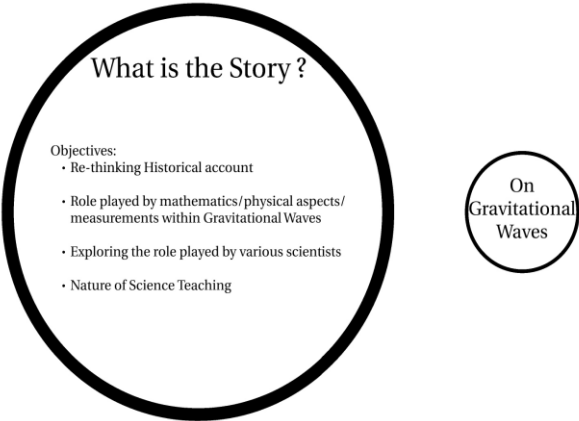 What is the Story ?
Objectives:
• Re-thinking Historical account
• Role played by mathematics/physical aspects/
measurements within Gravitational Waves
• Exploring the role played by various scientists
• Nature of Science Teaching
On
Gravitational
Waves